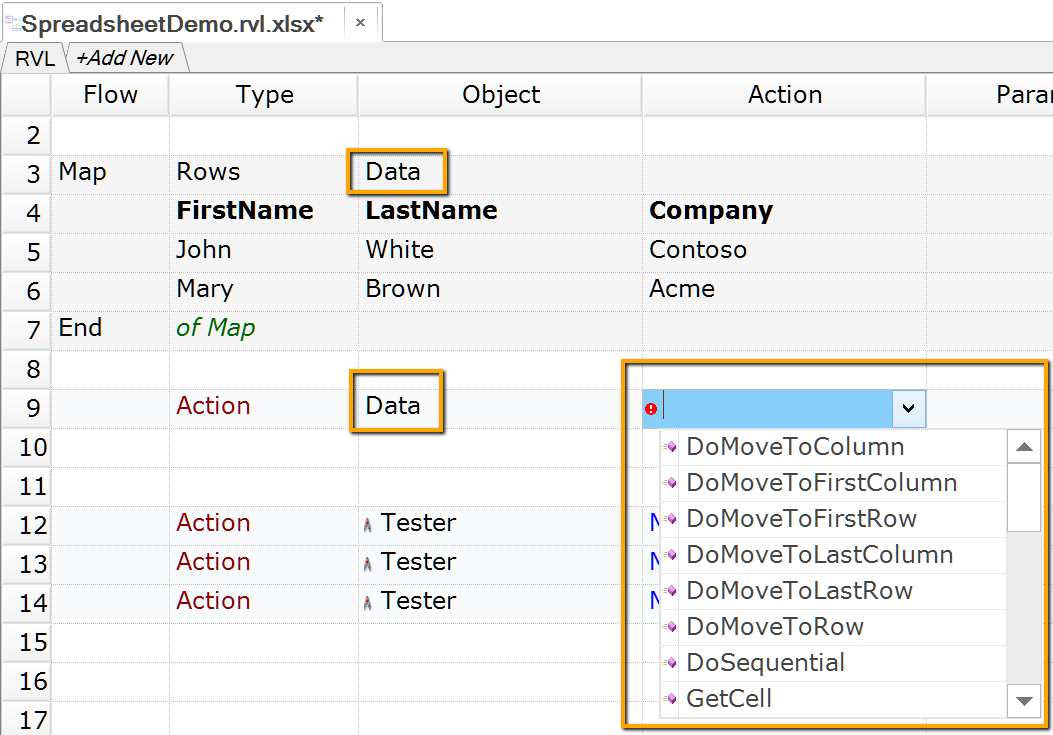 SpreadsheetDemo.rvl.xlsx* ×
RVL +Add New
Flow Type Object Action
2
3 Map Rows Data
4 FirstName LastName Company
5 John White Contoso
6 Mary Brown Acme
7 End of Map
8
9 Action Data
10 DoMoveToColumn
11 DoMoveToFirstColumn
12 Action Tester DoMoveToFirstRow
13 Action Tester DoMoveToLastColumn
14 Action Tester DoMoveToLastRow
15 DoMoveToRow
16 DoSequential
17 GetCell